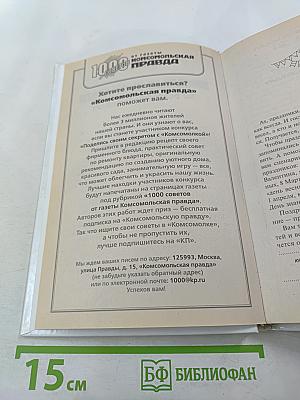 1000
СОВЕТОВ
ОТ ГАЗЕТЫ
КОМСОМОЛЬСКАЯ
ПРАВДА
Хотите прославиться?
«Комсомольская правда»
поможет вам.
Нас ежедневно читают
более 3 миллионов жителей
нашей страны. И они узнают о вас,
если вы станете участником конкурса
«Поделись своим секретом с «Комсомолкой»!
Пришлите в редакцию рецепт своего
фирменного блюда, практичный совет
по ремонту квартиры, оригинальную
рекомендацию по созданию уютного дома,
красивого сада, занимательную игру — все,
что может облегчить и украсить нашу жизнь.
Лучшие находки участников конкурса
будут напечатаны на страницах газеты
под рубрикой «1000 советов
от газеты Комсомольская правда».
Авторов этих работ ждет приз — бесплатная
подписка на «Комсомольскую правду».
Так что ищите свои советы в «Комсомолке»,
а чтобы не пропустить их,
лучше подпишитесь на «КП».
Мы ждем ваших писем по адресу: 125993, Москва,
улица Правды, д. 15, «Комсомольская правда»
(не забудьте указать обратный адрес)
или по электронной почте: 1000@kp.ru
Успехов вам!
15 см
БФ БИБЛИОФАН